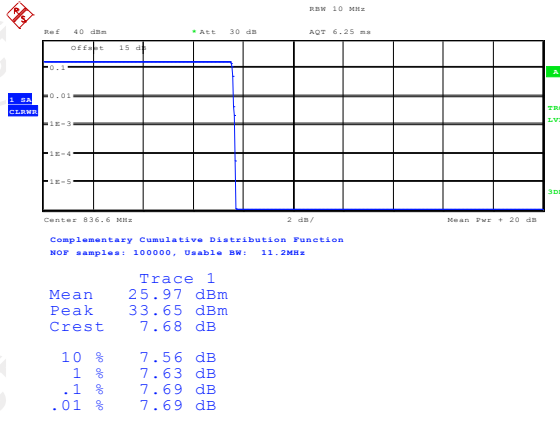 RBW 10 MHz
Ref 40 dBm * Att 30 dB AQT 6.25 ms
Offset 15 dB
0.1
0.01
1E-3
1E-4
1E-5
1 SA
CLRWR
A
3D
Center 836.6 MHz 2 dB/ Mean Pwr + 20 dB
Complementary Cumulative Distribution Function
NOF samples: 100000, Usable BW: 11.2MHz
Trace 1
Mean 25.97 dBm
Peak 33.65 dBm
Crest 7.68 dB
10 % 7.56 dB
1 % 7.63 dB
.1 % 7.69 dB
.01 % 7.69 dB